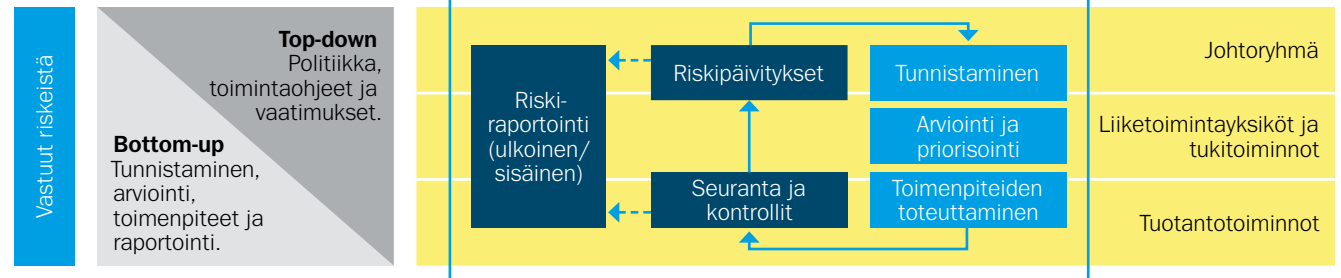 Vastuut riskeistä
Top-down
Politiikka,
toimintaohjeet ja
vaatimukset.
Bottom-up
Tunnistaminen,
arviointi,
toimenpiteet ja
raportointi.
Riski-
raportointi
(ulkoinen/
sisäinen)
Riskipäivitykset
Seuranta ja
kontrollit
Tunnistaminen
Arviointi ja
priorisointi
Toimenpiteiden
toteuttaminen
Johtoryhmä
Liiketoimintayksiköt ja
tukitoiminnot
Tuotantotoiminnot